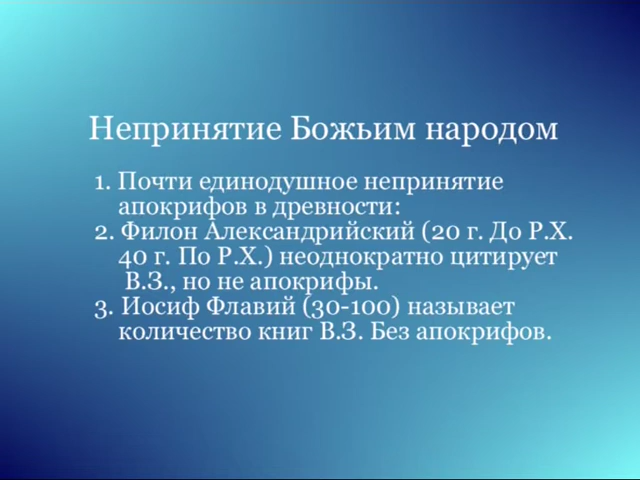 Непринятие Божьим народом
1. Почти единодушное непринятие
апокрифов в древности:
2. Филон Александрийский (20 г. До Р.Х.
40 г. По Р.Х.) неоднократно цитирует
В.З., но не апокрифы.
3. Иосиф Флавий (30-100) называет
количество книг В.З. Без апокрифов.